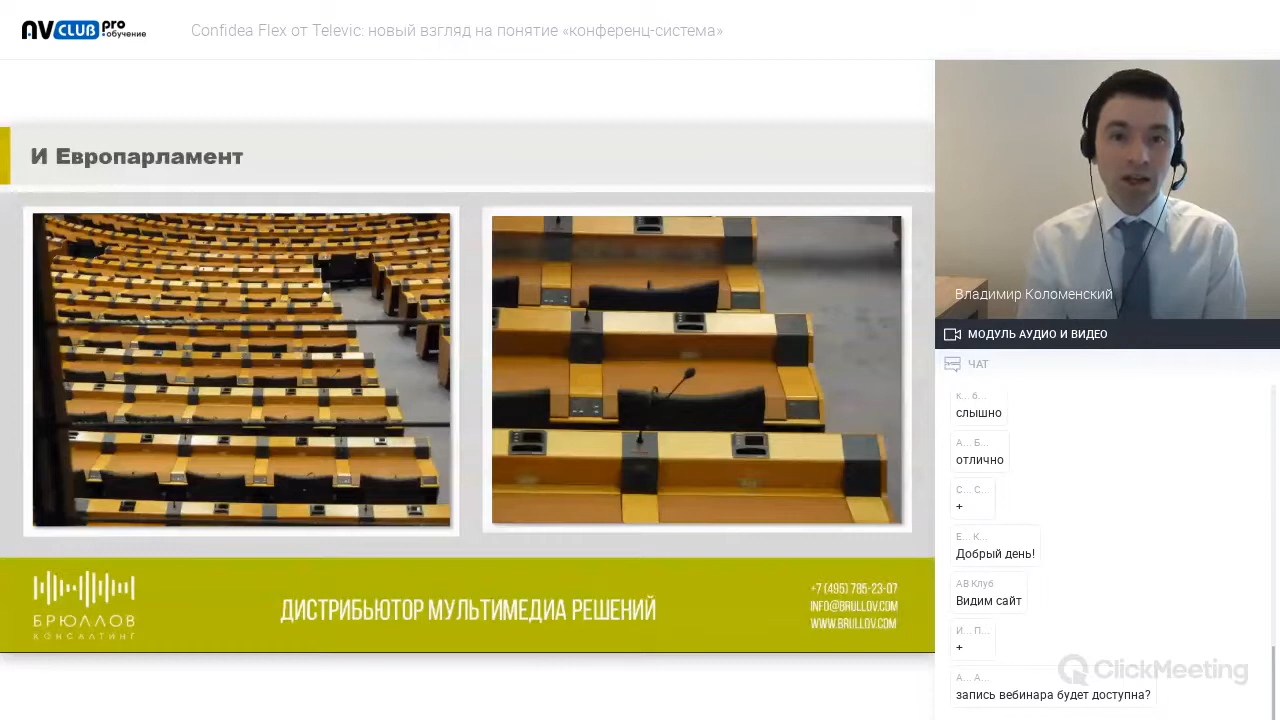 AVCLUB pro
обучение
Confidea Flex от Televic: новый взгляд на понятие «конференц-система»
И Европарламент
БРЮЛЛОВ
КОНСАЛТИНГ
ДИСТРИБЬЮТОР МУЛЬТИМЕДИА РЕШЕНИЙ
+7 (495) 785-23-07
INFO@BRULLOV.COM
WWW.BRULLOV.COM
Владимир Коломенский
МОДУЛЬ АУДИО И ВИДЕО
ЧАТ
к... б...
слышно
А... Б...
отлично
С... С...
+
Е... К...
Добрый день!
АВ Клуб
Видим сайт
И... П...
+
ClickMeeting
А... А...
запись вебинара будет доступна?